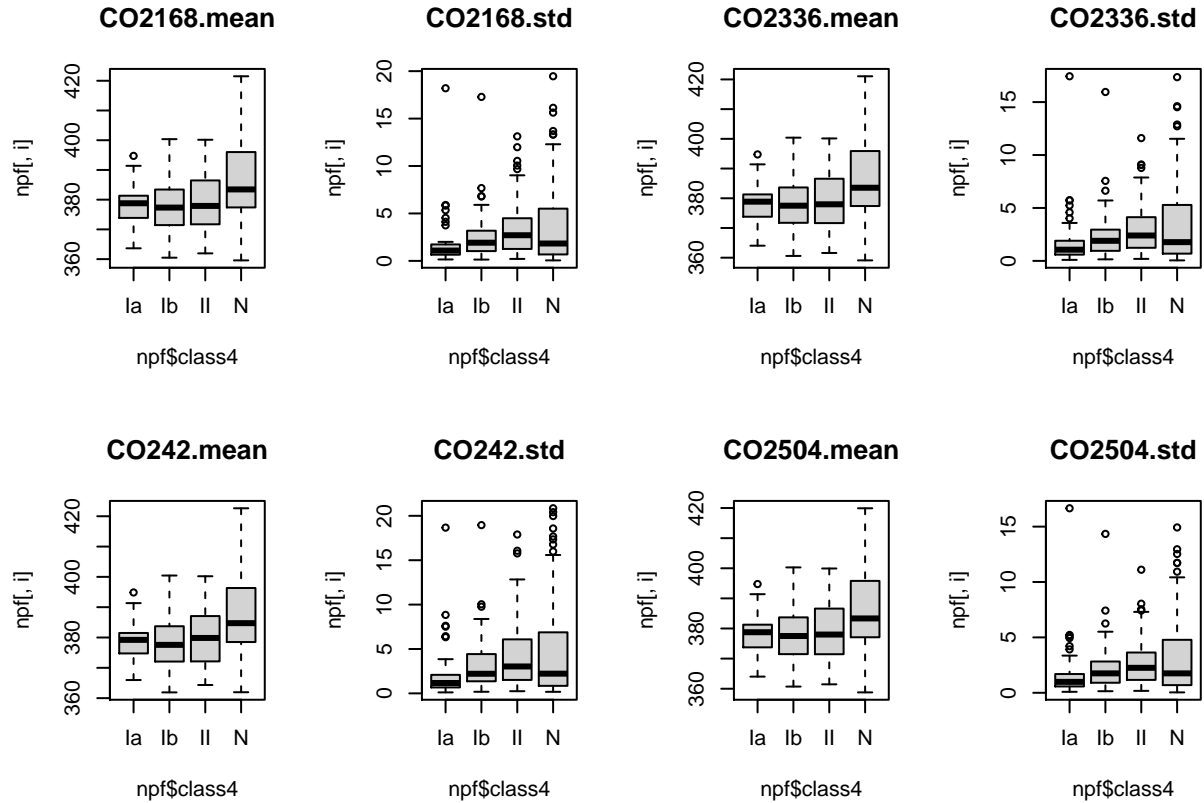 CO2168.mean
npf[, i]
360 380 400 420
Ia Ib II N
npf$class4
CO2168.std
npf[, i]
0 5 10 15 20
Ia Ib II N
npf$class4
CO2336.mean
npf[, i]
360 380 400 420
Ia Ib II N
npf$class4
CO2336.std
npf[, i]
0 5 10 15
Ia Ib II N
npf$class4
CO242.mean
npf[, i]
360 380 400 420
Ia Ib II N
npf$class4
CO242.std
npf[, i]
0 5 10 15 20
Ia Ib II N
npf$class4
CO2504.mean
npf[, i]
360 380 400 420
Ia Ib II N
npf$class4
CO2504.std
npf[, i]
0 5 10 15
Ia Ib II N
npf$class4